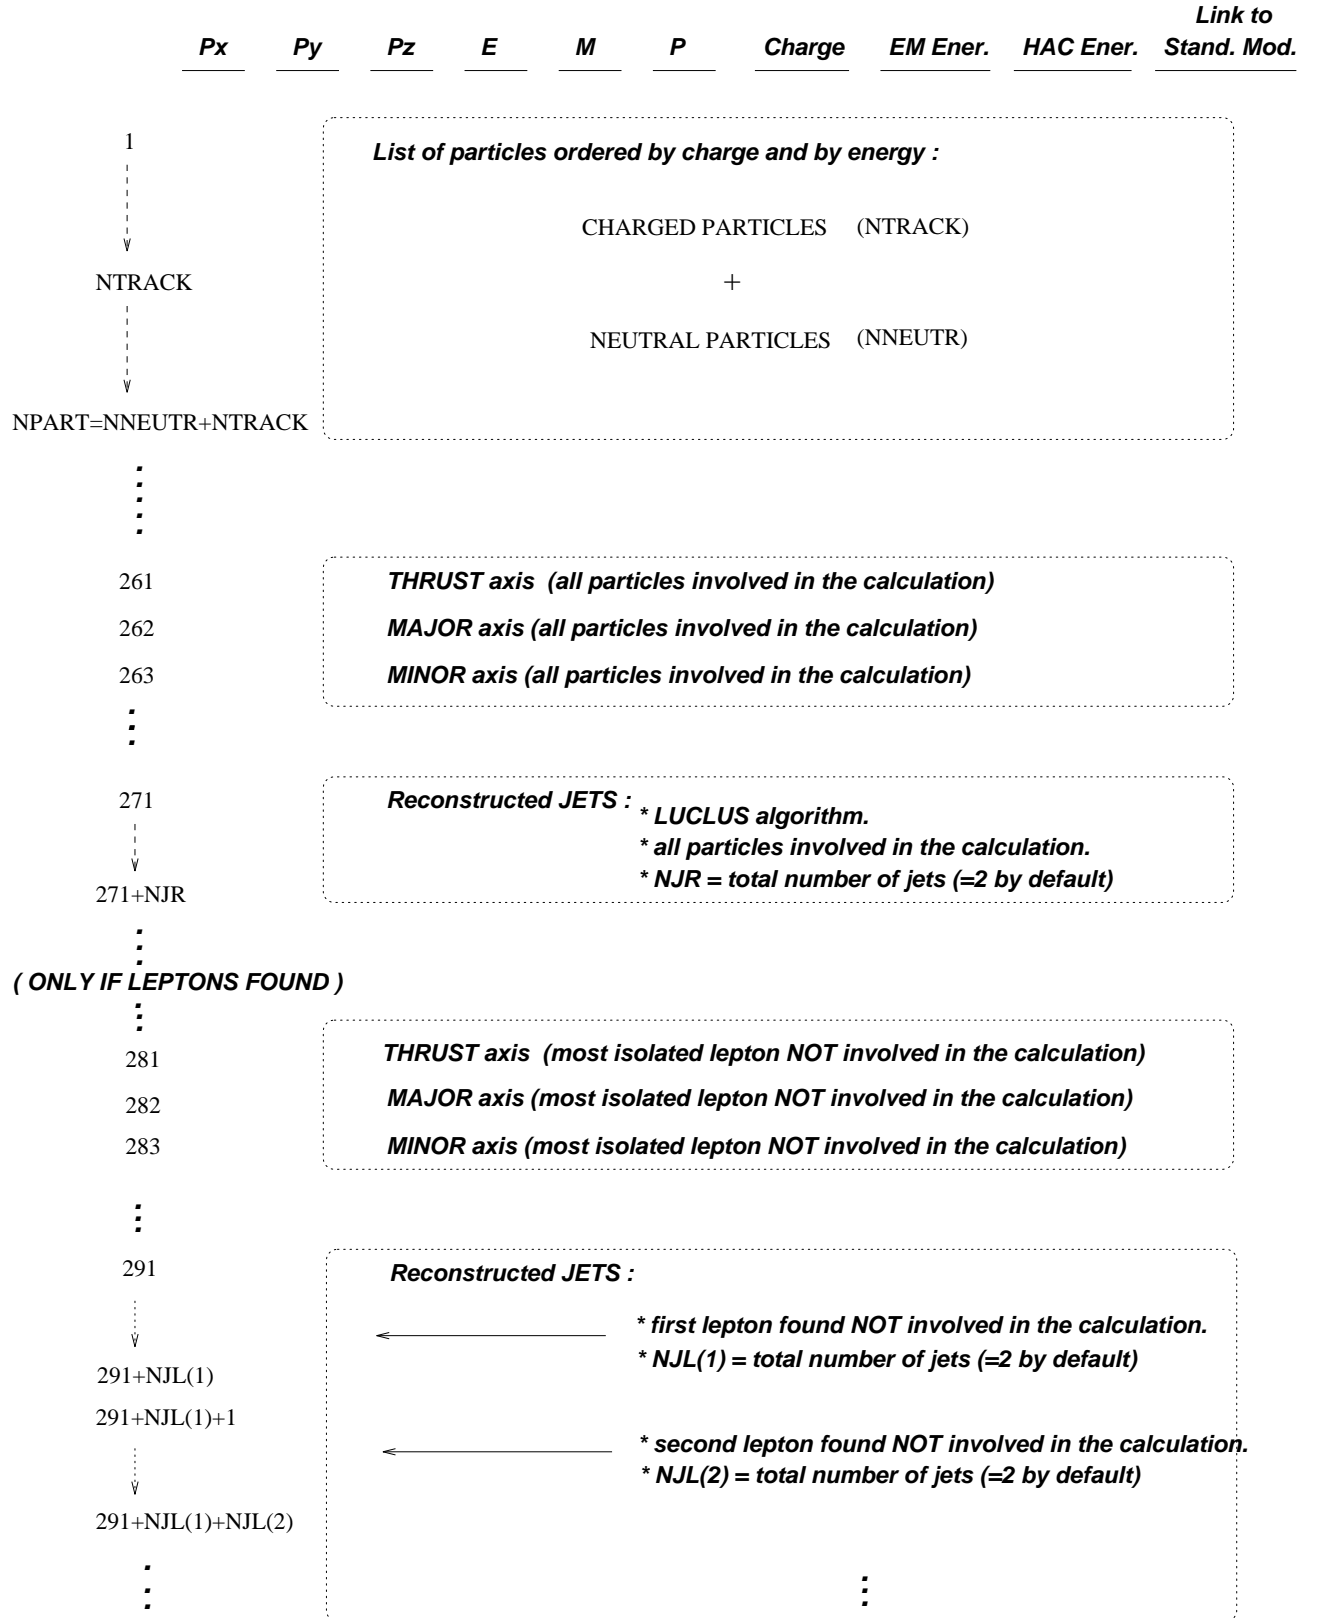 Link to
Px Py Pz E M P Charge EM Ener. HAC Ener. Stand. Mod.
1
List of particles ordered by charge and by energy :
CHARGED PARTICLES (NTRACK)
NTRACK
+
NEUTRAL PARTICLES (NNEUTR)
NPART=NNEUTR+NTRACK
261 THRUST axis (all particles involved in the calculation)
262 MAJOR axis (all particles involved in the calculation)
263 MINOR axis (all particles involved in the calculation)
271 Reconstructed JETS :
* LUCLUS algorithm.
* all particles involved in the calculation.
* NJR = total number of jets (=2 by default)
271+NJR
( ONLY IF LEPTONS FOUND )
281 THRUST axis (most isolated lepton NOT involved in the calculation)
282 MAJOR axis (most isolated lepton NOT involved in the calculation)
283 MINOR axis (most isolated lepton NOT involved in the calculation)
291 Reconstructed JETS :
* first lepton found NOT involved in the calculation.
* NJL(1) = total number of jets (=2 by default)
291+NJL(1)
291+NJL(1)+1
* second lepton found NOT involved in the calculation.
* NJL(2) = total number of jets (=2 by default)
291+NJL(1)+NJL(2)